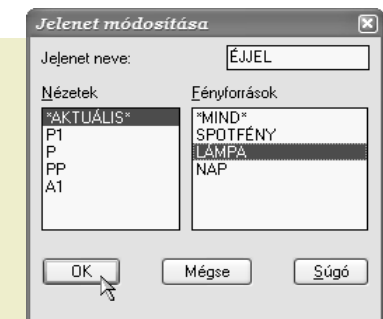 Jelenet módosítása
Jelenet neve: ÉJJEL
Nézetek
*AKTUÁLIS*
P1
P
PP
A1
Fényforrások
*MIND*
SPOTFÉNY
LÁMPA
NAP
OK Mégse Súgó